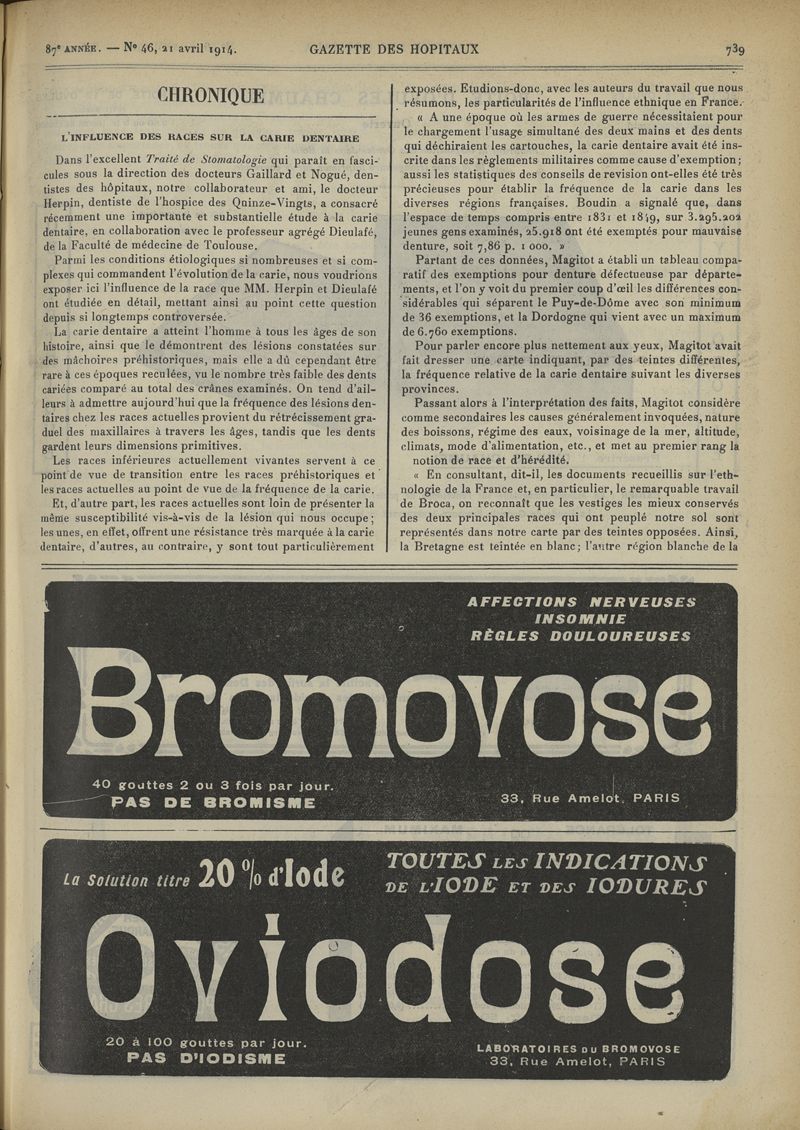 87e ANNÉE. — N° 46, 21 avril 1914.
GAZETTE DES HOPITAUX
739
CHRONIQUE
L'INFLUENCE DES RACES SUR LA CARIE DENTAIRE
Dans l'excellent Traité de Stomatologie qui paraît en fasci-
cules sous la direction des docteurs Gaillard et Nogué, den-
tistes des hôpitaux, notre collaborateur et ami, le docteur
Herpin, dentiste de l'hospice des Quinze-Vingts, a consacré
récemment une importante et substantielle étude à la carie
dentaire, en collaboration avec le professeur agrégé Dieulafé,
de la Faculté de médecine de Toulouse.
Parmi les conditions étiologiques si nombreuses et si com-
plexes qui commandent l'évolution de la carie, nous voudrions
exposer ici l'influence de la race que MM. Herpin et Dieulafé
ont étudiée en détail, mettant ainsi au point cette question
depuis si longtemps controversée.
La carie dentaire a atteint l'homme à tous les âges de son
histoire, ainsi que le démontrent des lésions constatées sur
des mâchoires préhistoriques, mais elle a dû cependant être
rare à ces époques reculées, vu le nombre très faible des dents
cariées comparé au total des crânes examinés. On tend d'ail-
leurs à admettre aujourd'hui que la fréquence des lésions den-
taires chez les races actuelles provient du rétrécissement gra-
duel des maxillaires à travers les âges, tandis que les dents
gardent leurs dimensions primitives.
Les races inférieures actuellement vivantes servent à ce
point de vue de transition entre les races préhistoriques et
les races actuelles au point de vue de la fréquence de la carie.
Et, d'autre part, les races actuelles sont loin de présenter la
même susceptibilité vis-à-vis de la lésion qui nous occupe;
les unes, en effet, offrent une résistance très marquée à la carie
dentaire, d'autres, au contraire, y sont tout particulièrement
exposées. Etudions-donc, avec les auteurs du travail que nous
résumons, les particularités de l'influence ethnique en France.
« A une époque où les armes de guerre nécessitaient pour
le chargement l'usage simultané des deux mains et des dents
qui déchiraient les cartouches, la carie dentaire avait été ins-
crite dans les règlements militaires comme cause d'exemption;
aussi les statistiques des conseils de revision ont-elles été très
précieuses pour établir la fréquence de la carie dans les
diverses régions françaises. Boudin a signalé que, dans
l'espace de temps compris entre 1831 et 1849, sur 3.295.202
jeunes gens examinés, 25.918 ont été exemptés pour mauvaise
denture, soit 7,86 p. 1 000. »
Partant de ces données, Magitot a établi un tableau compa-
ratif des exemptions pour denture défectueuse par départe-
ments, et l'on y voit du premier coup d'œil les différences con-
sidérables qui séparent le Puy-de-Dôme avec son minimum
de 36 exemptions, et la Dordogne qui vient avec un maximum
de 6.760 exemptions.
Pour parler encore plus nettement aux yeux, Magitot avait
fait dresser une carte indiquant, par des teintes différentes,
la fréquence relative de la carie dentaire suivant les diverses
provinces.
Passant alors à l'interprétation des faits, Magitot considère
comme secondaires les causes généralement invoquées, nature
des boissons, régime des eaux, voisinage de la mer, altitude,
climats, mode d'alimentation, etc., et met au premier rang la
notion de race et d'hérédité.
« En consultant, dit-il, les documents recueillis sur l'eth-
nologie de la France et, en particulier, le remarquable travail
de Broca, on reconnaît que les vestiges les mieux conservés
des deux principales races qui ont peuplé notre sol sont
représentés dans notre carte par des teintes opposées. Ainsi,
la Bretagne est teintée en blanc; l'autre région blanche de la
AFFECTIONS NERVEUSES
INSOMNIE
RÈGLES DOULOUREUSES
Bromovose
40 gouttes 2 ou 3 fois par jour.
PAS DE BROMISME
33, Rue Amelot, PARIS
La Solution titre 20 % d'Iode
TOUTES LES INDICATIONS
DE L'IODE ET DES IODURES
Oviodose
20 à 100 gouttes par jour.
PAS D'IODISME
LABORATOIRES DU BROMOVOSE
33, Rue Amelot, PARIS